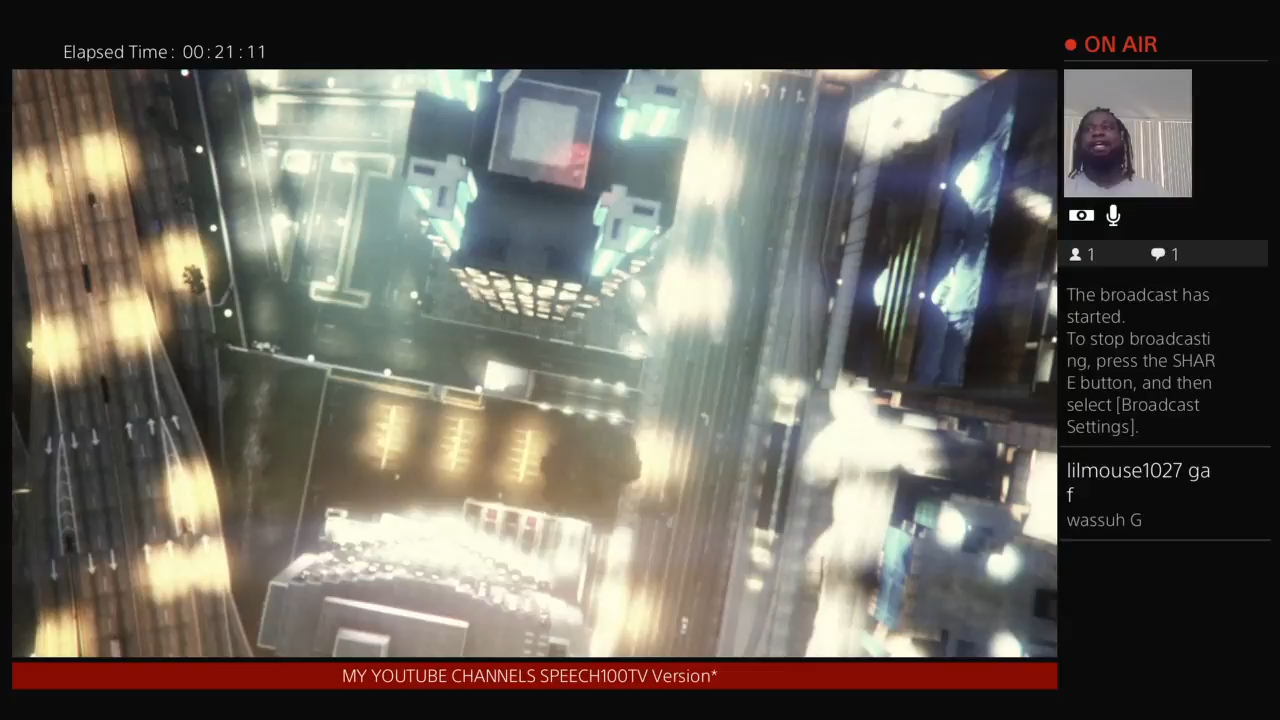 Elapsed Time: 00:21:11
ON AIR
1 1
The broadcast has
started.
To stop broadcasti
ng, press the SHAR
E button, and then
select [Broadcast
Settings].
lilmouse1027 ga
f
wassuh G
MY YOUTUBE CHANNELS SPEECH100TV Version*